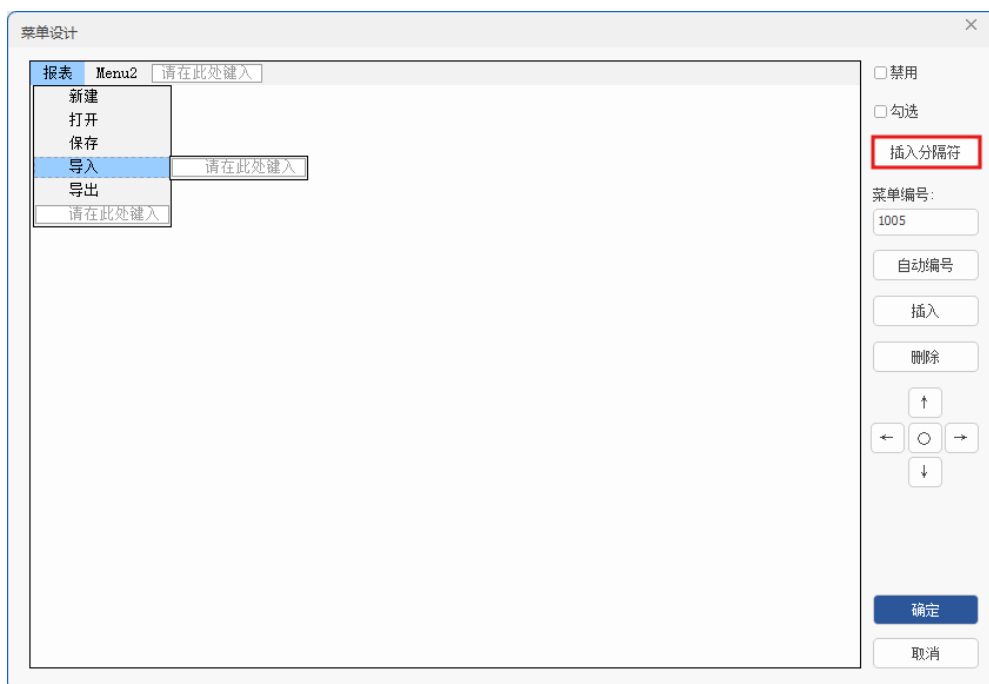 菜单设计
报表 Menu2 请在此处键入
新建
打开
保存
导入 请在此处键入
导出
请在此处键入
禁用
勾选
插入分隔符
菜单编号:
1005
自动编号
插入
删除
确定
取消